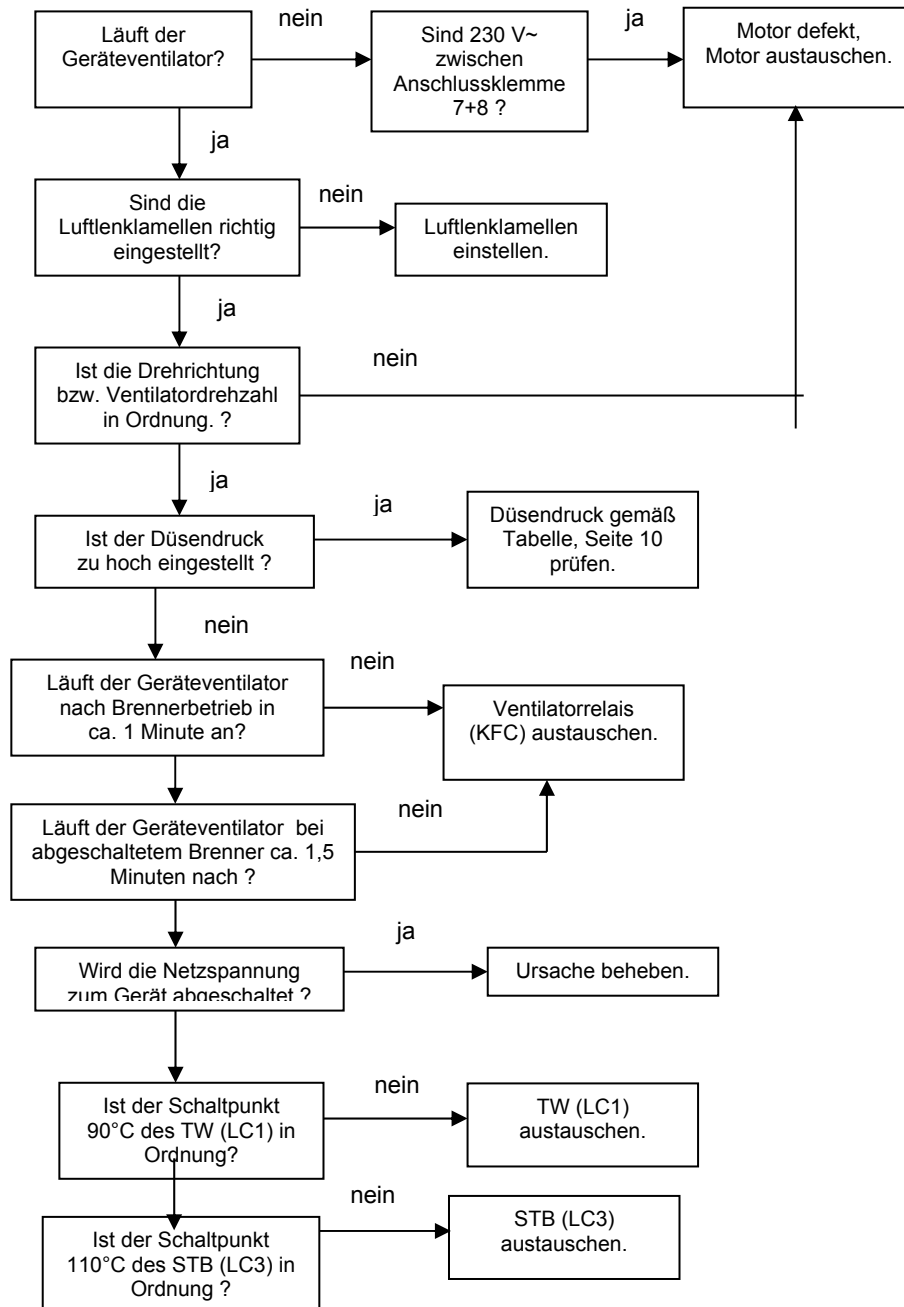 Läuft der
Geräteventilator?
nein
Sind 230 V~
zwischen
Anschlussklemme
7+8 ?
ja
Motor defekt,
Motor austauschen.
ja
Sind die
Luftlenklamellen richtig
eingestellt?
nein
Luftlenklamellen
einstellen.
ja
Ist die Drehrichtung
bzw. Ventilatordrehzahl
in Ordnung. ?
nein
ja
Ist der Düsendruck
zu hoch eingestellt ?
ja
Düsendruck gemäß
Tabelle, Seite 10
prüfen.
nein
Läuft der Geräteventilator
nach Brennerbetrieb in
ca. 1 Minute an?
nein
Ventilatorrelais
(KFC) austauschen.
Läuft der Geräteventilator bei
abgeschaltetem Brenner ca. 1,5
Minuten nach ?
nein
Wird die Netzspannung
zum Gerät abgeschaltet ?
ja
Ursache beheben.
Ist der Schaltpunkt
90°C des TW (LC1) in
Ordnung?
nein
TW (LC1)
austauschen.
Ist der Schaltpunkt
110°C des STB (LC3) in
Ordnung ?
nein
STB (LC3)
austauschen.